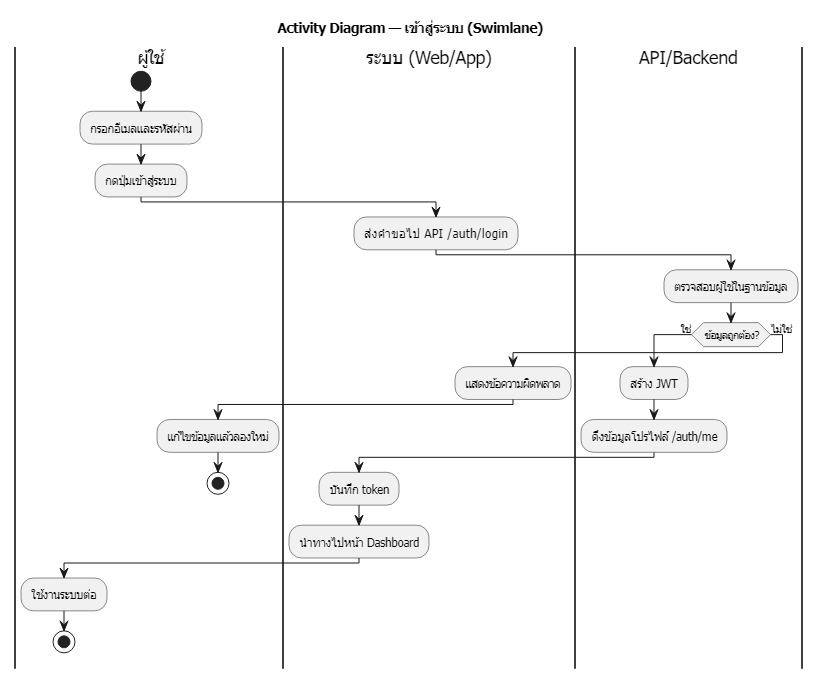 Activity Diagram — เข้าสู่ระบบ (Swimlane)
ผู้ใช้
ระบบ (Web/App)
API/Backend
กรอกอีเมลและรหัสผ่าน
กดปุ่มเข้าสู่ระบบ
ส่งคำขอไป API /auth/login
ตรวจสอบผู้ใช้ในฐานข้อมูล
ใช่
ข้อมูลถูกต้อง?
ไม่ใช่
แสดงข้อความผิดพลาด
สร้าง JWT
แก้ไขข้อมูลแล้วลองใหม่
ดึงข้อมูลโปรไฟล์ /auth/me
บันทึก token
นำทางไปหน้า Dashboard
ใช้งานระบบต่อ